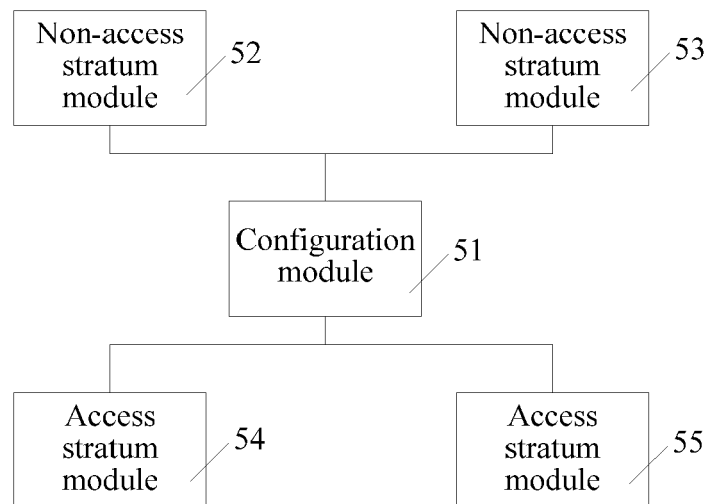 Non-access
stratum
module
52
Non-access
stratum
module
53
Configuration
module
51
Access
stratum
module
54
Access
stratum
module
55